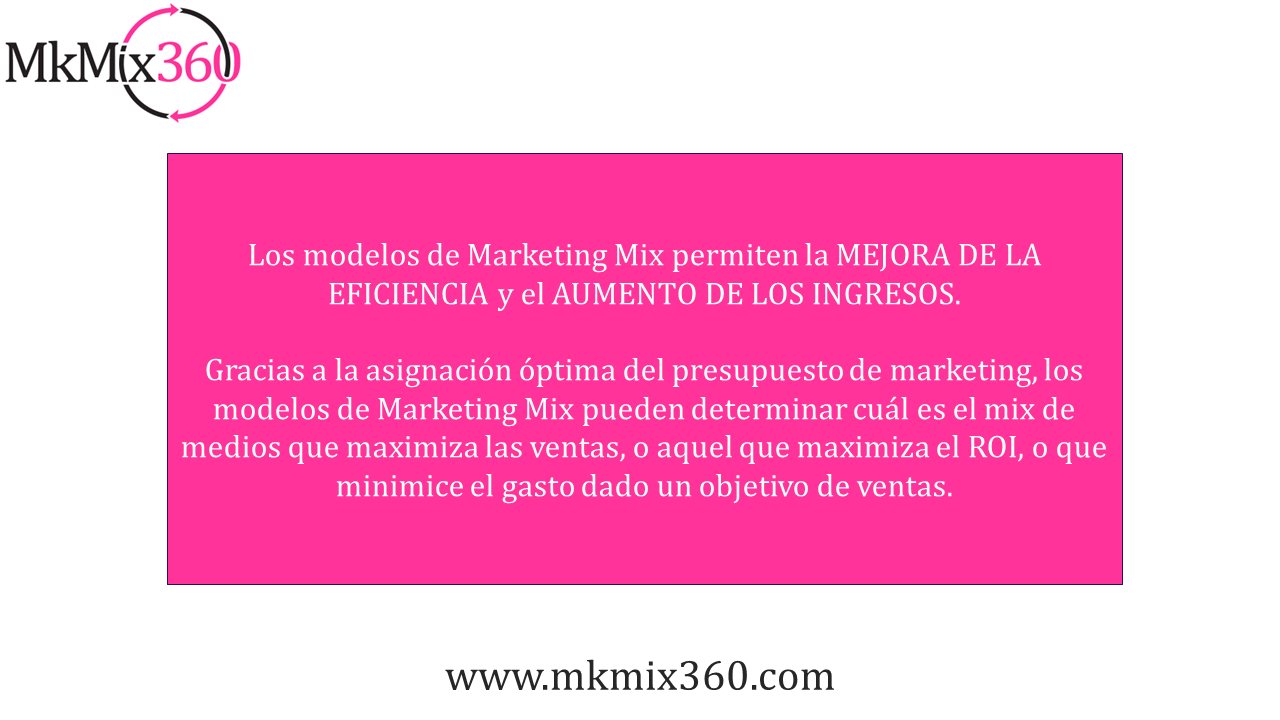 MkMix360
Los modelos de Marketing Mix permiten la MEJORA DE LA
EFICIENCIA y el AUMENTO DE LOS INGRESOS.
Gracias a la asignación óptima del presupuesto de marketing, los
modelos de Marketing Mix pueden determinar cuál es el mix de
medios que maximiza las ventas, o aquel que maximiza el ROI, o que
minimice el gasto dado un objetivo de ventas.
www.mkmix360.com